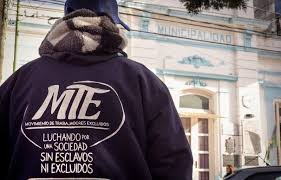 MUNICIPALIDAD
MTE
MOVIMIENTO DE TRABAJADORES EXCLUIDOS
LUCHANDO POR
UNA SOCIEDAD
SIN ESCLAVOS
NI EXCLUIDOS